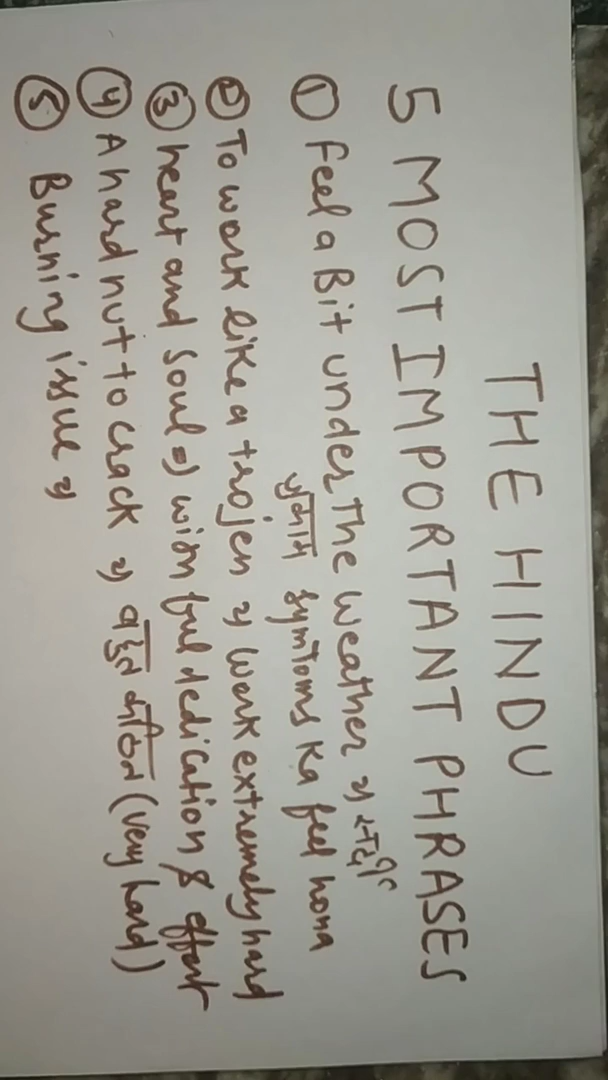 THE HINDU
5 MOST IMPORTANT PHRASES
① feel a Bit under the weather ⇒
जुकाम symtoms ka feel hona
② To work like a trojen ⇒ work extremely hard
③ heart and soul ⇒ with ful dedication & effort
④ A hard nut to crack ⇒ बहुत कठिन (very hard)
⑤ Burning issue ⇒